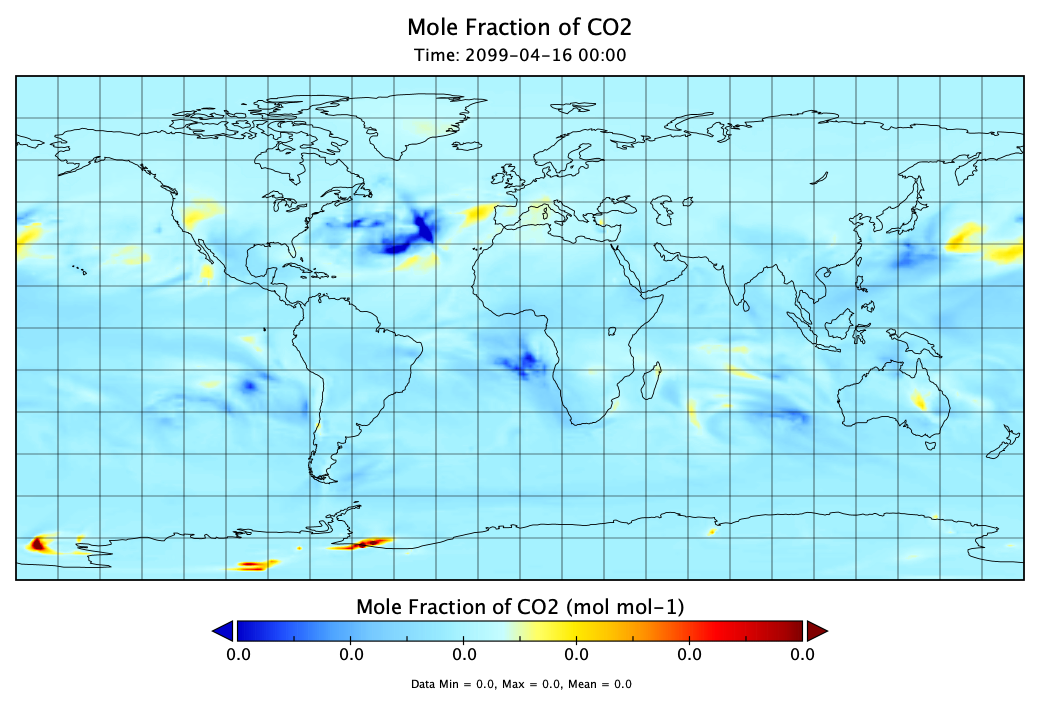 Mole Fraction of CO2
Time: 2099-04-16 00:00
Mole Fraction of CO2 (mol mol-1)
0.0 0.0 0.0 0.0 0.0 0.0
Data Min = 0.0, Max = 0.0, Mean = 0.0